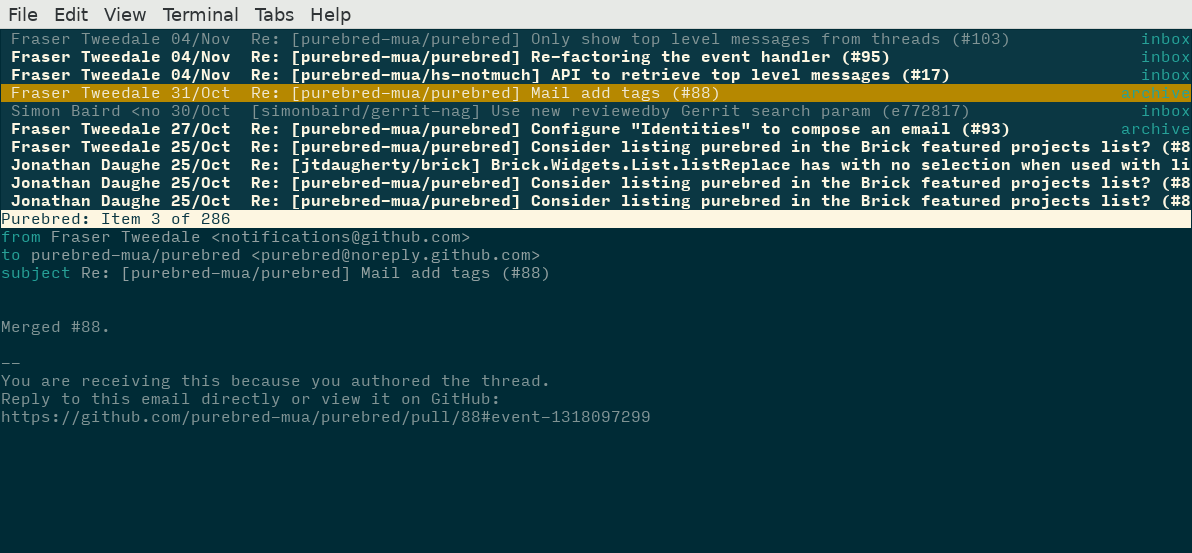 File Edit View Terminal Tabs Help
Fraser Tweedale 04/Nov Re: [purebred-mua/purebred] Only show top level messages from threads (#103) inbox
Fraser Tweedale 04/Nov Re: [purebred-mua/purebred] Re-factoring the event handler (#95) inbox
Fraser Tweedale 04/Nov Re: [purebred-mua/hs-notmuch] API to retrieve top level messages (#17) inbox
Fraser Tweedale 31/Oct Re: [purebred-mua/purebred] Mail add tags (#88) archive
Simon Baird <no 30/Oct [simonbaird/gerrit-nag] Use new reviewedby Gerrit search param (e772817) inbox
Fraser Tweedale 27/Oct Re: [purebred-mua/purebred] Configure "Identities" to compose an email (#93) archive
Fraser Tweedale 25/Oct Re: [purebred-mua/purebred] Consider listing purebred in the Brick featured projects list? (#8
Jonathan Daughe 25/Oct Re: [jtdaugherty/brick] Brick.Widgets.List.listReplace has with no selection when used with li
Jonathan Daughe 25/Oct Re: [purebred-mua/purebred] Consider listing purebred in the Brick featured projects list? (#8
Jonathan Daughe 25/Oct Re: [purebred-mua/purebred] Consider listing purebred in the Brick featured projects list? (#8
Purebred: Item 3 of 286
from Fraser Tweedale <notifications@github.com>
to purebred-mua/purebred <purebred@noreply.github.com>
subject Re: [purebred-mua/purebred] Mail add tags (#88)
Merged #88.
--
You are receiving this because you authored the thread.
Reply to this email directly or view it on GitHub:
https://github.com/purebred-mua/purebred/pull/88#event-1318097299